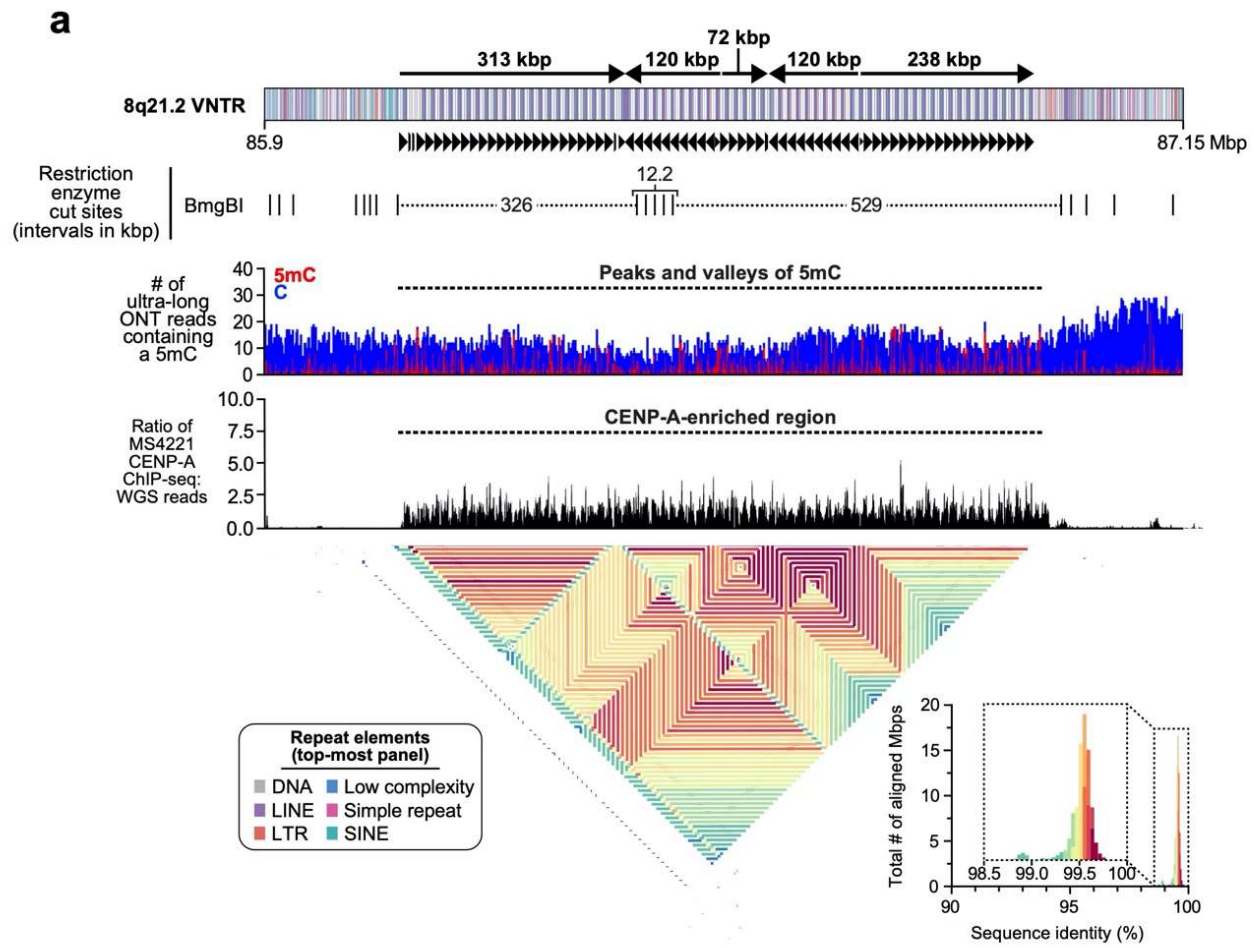 a
72 kbp
313 kbp
120 kbp
120 kbp
238 kbp
8q21.2 VNTR
85.9
87.15 Mbp
Restriction
enzyme
cut sites
(intervals in kbp)
BmgBI
326
12.2
529
# of
ultra-long
ONT reads
containing
a 5mC
40
30
20
10
0
5mC
C
Peaks and valleys of 5mC
Ratio of
MS4221
CENP-A
ChIP-seq:
WGS reads
10.0
7.5
5.0
2.5
0.0
CENP-A-enriched region
Repeat elements
(top-most panel)
DNA
Low complexity
LINE
Simple repeat
LTR
SINE
Total # of aligned Mbps
20
15
10
5
0
98.5
99.0
99.5
100
90
95
100
Sequence identity (%)